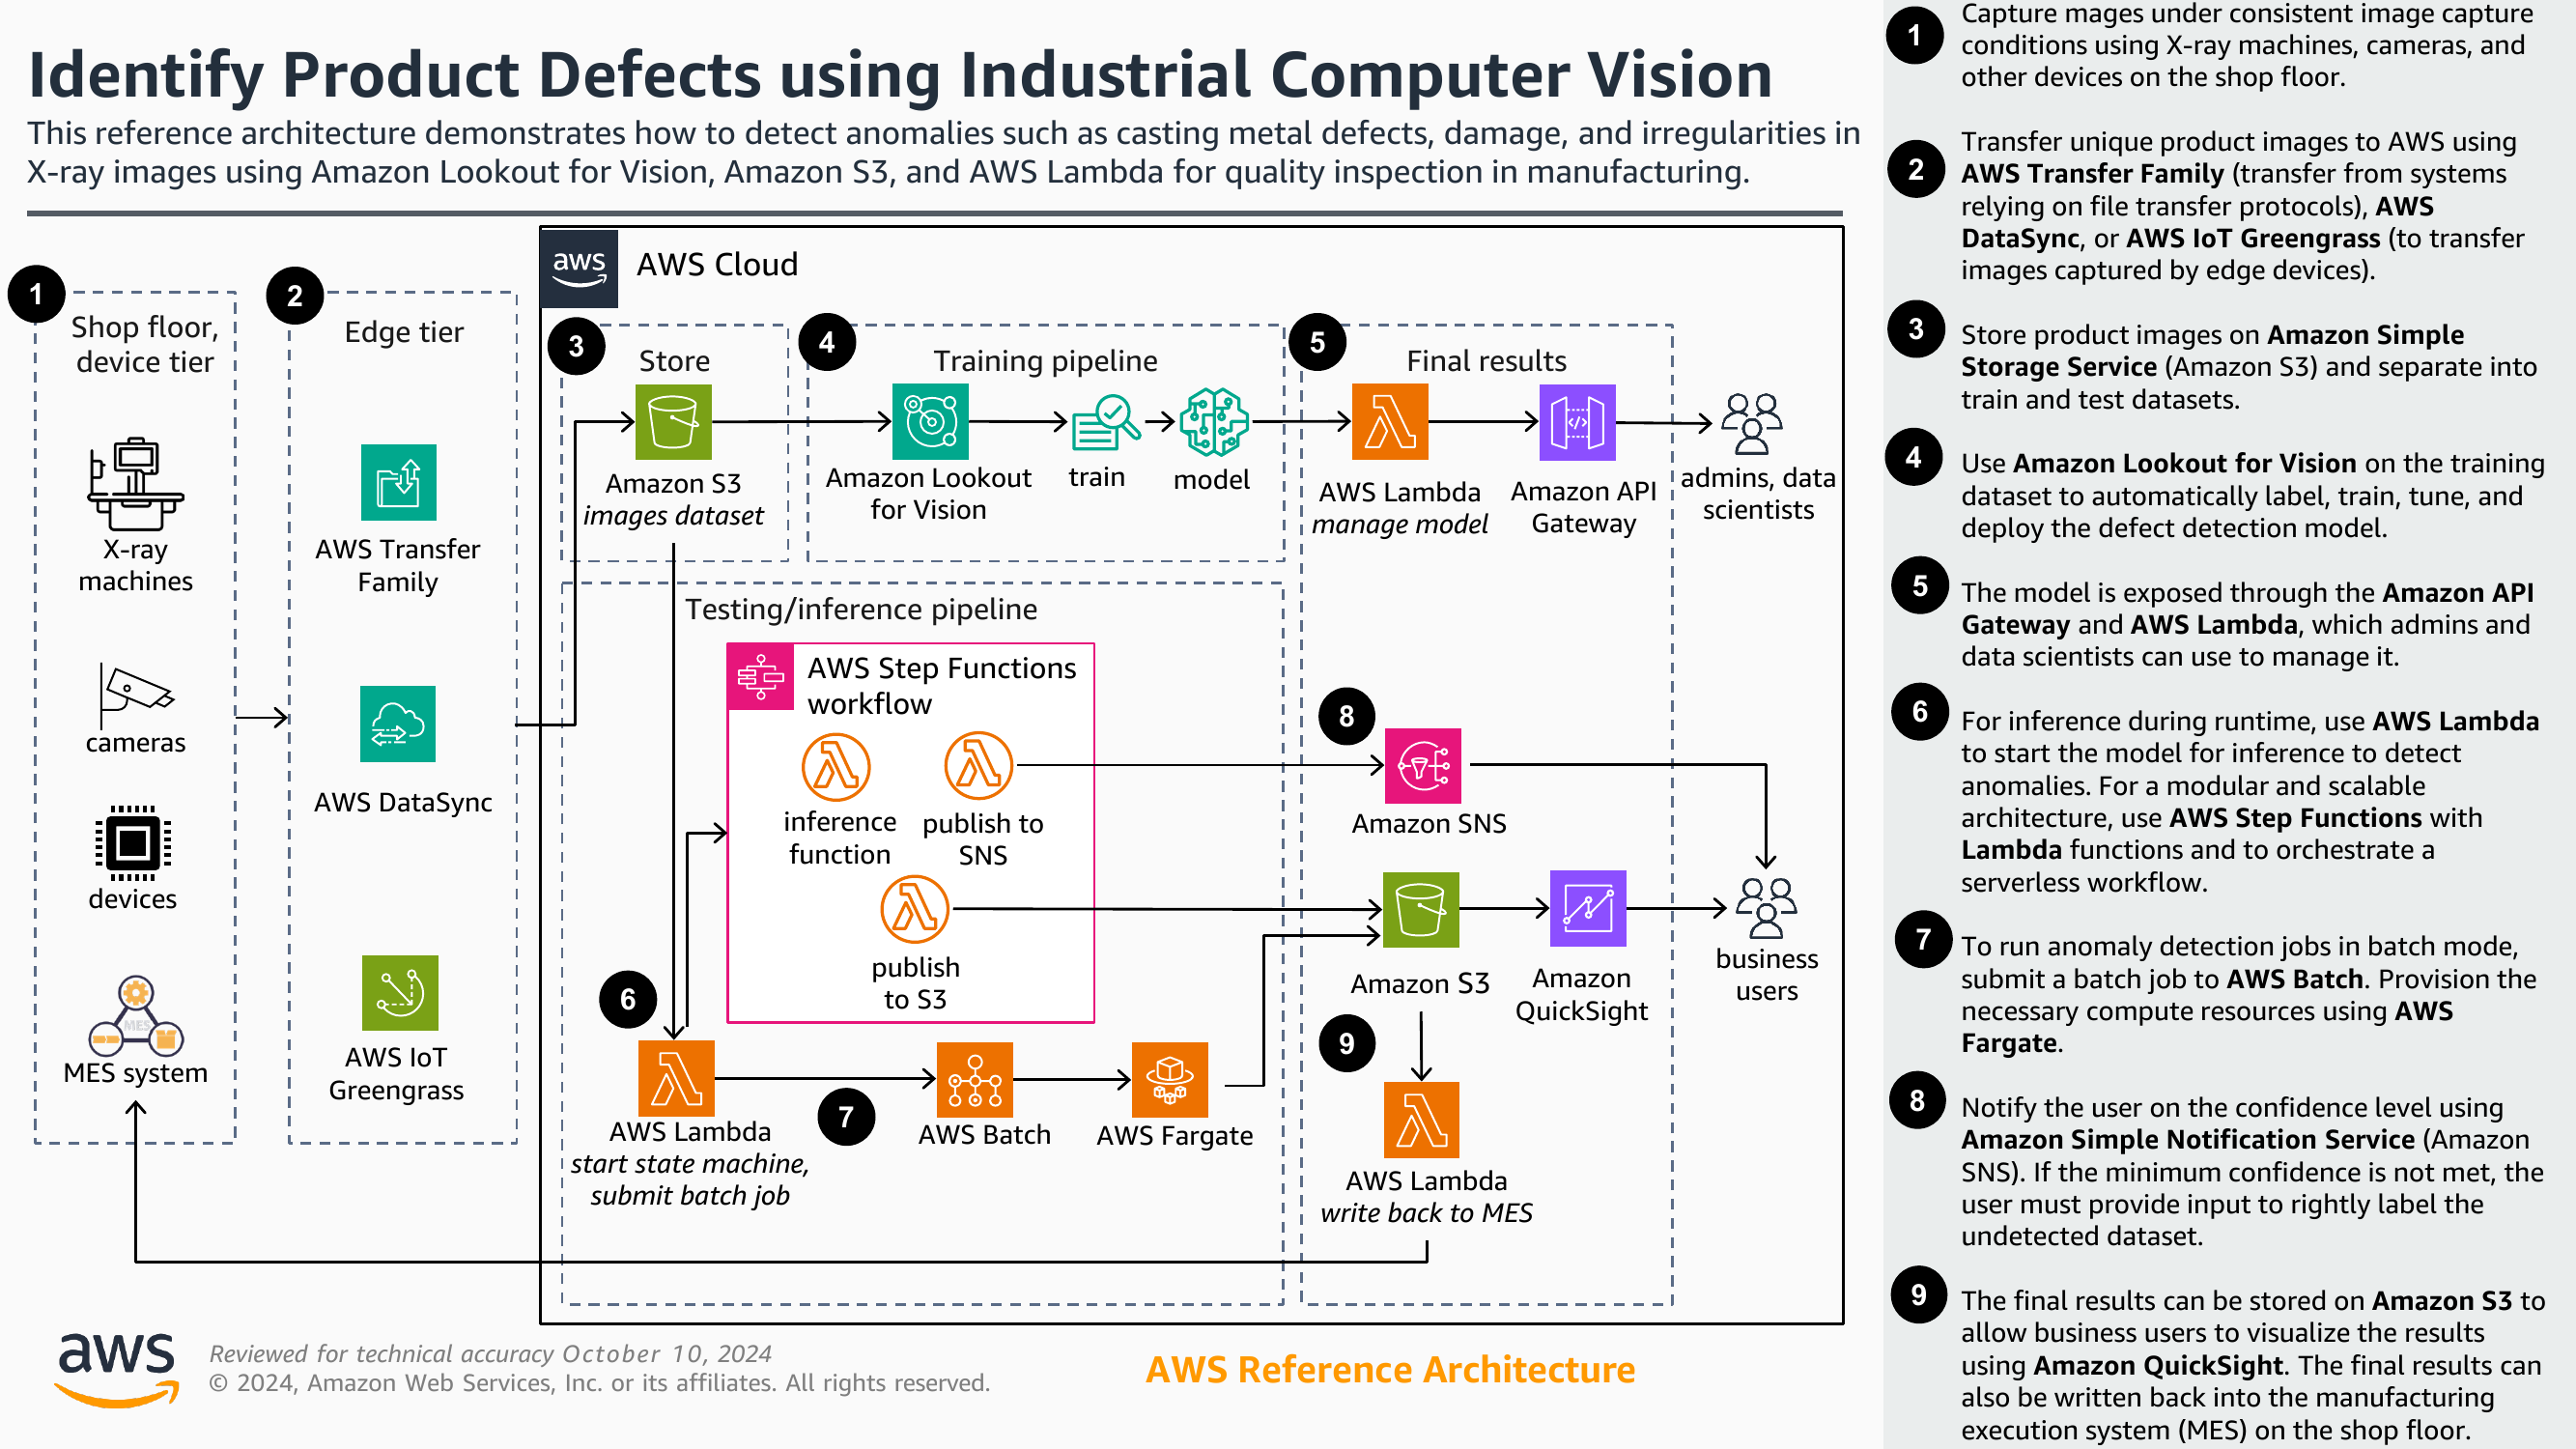 Identify Product Defects using Industrial Computer Vision
This reference architecture demonstrates how to detect anomalies such as casting metal defects, damage, and irregularities in
X-ray images using Amazon Lookout for Vision, Amazon S3, and AWS Lambda for quality inspection in manufacturing.
1
Shop floor,
device tier
X-ray
machines
cameras
devices
MES
MES system
2
Edge tier
AWS Transfer
Family
AWS DataSync
AWS IoT
Greengrass
aws
AWS Cloud
3
Store
Amazon S3
images dataset
4
Training pipeline
Amazon Lookout
for Vision
train
model
5
Final results
AWS Lambda
manage model
Amazon API
Gateway
admins, data
scientists
Testing/inference pipeline
AWS Step Functions
workflow
inference
function
publish to
SNS
publish
to S3
6
AWS Lambda
start state machine,
submit batch job
7
AWS Batch
AWS Fargate
8
Amazon SNS
Amazon S3
Amazon
QuickSight
business
users
9
AWS Lambda
write back to MES
aws
Reviewed for technical accuracy October 10, 2024
© 2024, Amazon Web Services, Inc. or its affiliates. All rights reserved.
AWS Reference Architecture
1
Capture mages under consistent image capture
conditions using X-ray machines, cameras, and
other devices on the shop floor.
2
Transfer unique product images to AWS using
AWS Transfer Family (transfer from systems
relying on file transfer protocols), AWS
DataSync, or AWS IoT Greengrass (to transfer
images captured by edge devices).
3
Store product images on Amazon Simple
Storage Service (Amazon S3) and separate into
train and test datasets.
4
Use Amazon Lookout for Vision on the training
dataset to automatically label, train, tune, and
deploy the defect detection model.
5
The model is exposed through the Amazon API
Gateway and AWS Lambda, which admins and
data scientists can use to manage it.
6
For inference during runtime, use AWS Lambda
to start the model for inference to detect
anomalies. For a modular and scalable
architecture, use AWS Step Functions with
Lambda functions and to orchestrate a
serverless workflow.
7
To run anomaly detection jobs in batch mode,
submit a batch job to AWS Batch. Provision the
necessary compute resources using AWS
Fargate.
8
Notify the user on the confidence level using
Amazon Simple Notification Service (Amazon
SNS). If the minimum confidence is not met, the
user must provide input to rightly label the
undetected dataset.
9
The final results can be stored on Amazon S3 to
allow business users to visualize the results
using Amazon QuickSight. The final results can
also be written back into the manufacturing
execution system (MES) on the shop floor.